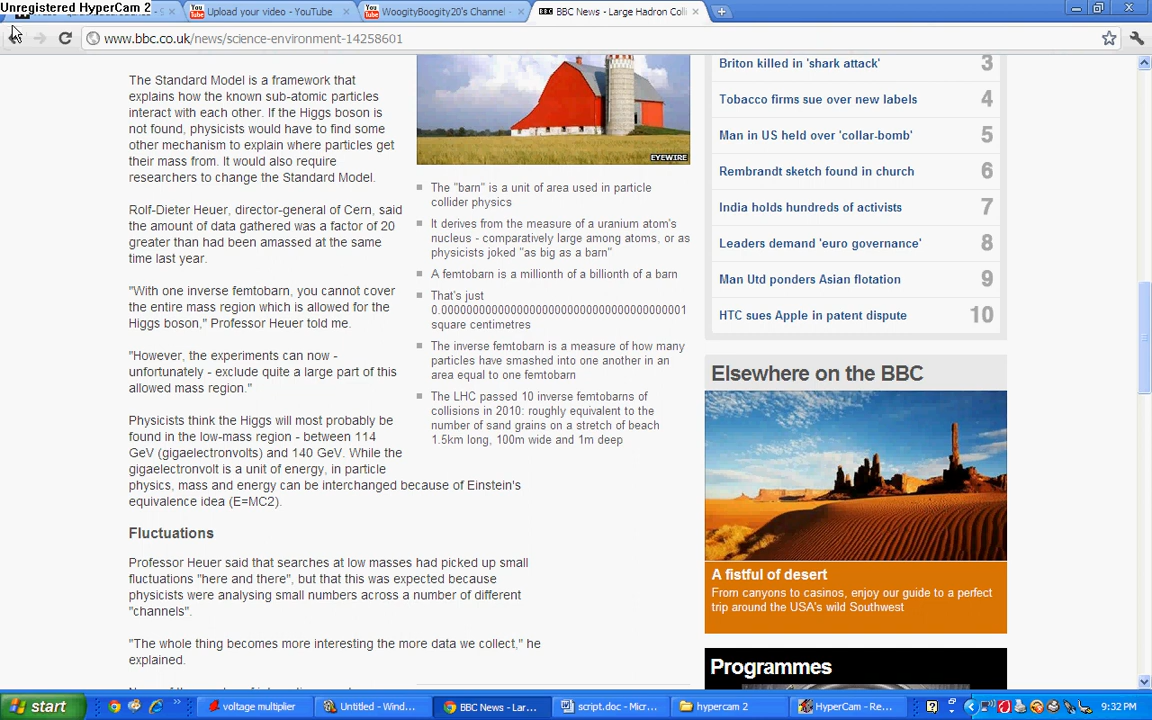 Unregistered HyperCam 2
Upload your video - YouTube
WoogityBoogity20's Channel -
BBC News - Large Hadron Colli
www.bbc.co.uk/news/science-environment-14258601
The Standard Model is a framework that
explains how the known sub-atomic particles
interact with each other. If the Higgs boson is
not found, physicists would have to find some
other mechanism to explain where particles get
their mass from. It would also require
researchers to change the Standard Model.
Rolf-Dieter Heuer, director-general of Cern, said
the amount of data gathered was a factor of 20
greater than had been amassed at the same
time last year.
"With one inverse femtobarn, you cannot cover
the entire mass region which is allowed for the
Higgs boson," Professor Heuer told me.
"However, the experiments can now -
unfortunately - exclude quite a large part of this
allowed mass region."
Physicists think the Higgs will most probably be
found in the low-mass region - between 114
GeV (gigaelectronvolts) and 140 GeV. While the
gigaelectronvolt is a unit of energy, in particle
physics, mass and energy can be interchanged because of Einstein's
equivalence idea (E=MC2).
Fluctuations
Professor Heuer said that searches at low masses had picked up small
fluctuations "here and there", but that this was expected because
physicists were analysing small numbers across a number of different
"channels".
"The whole thing becomes more interesting the more data we collect," he
explained.
EYEWIRE
The "barn" is a unit of area used in particle
collider physics
It derives from the measure of a uranium atom's
nucleus - comparatively large among atoms, or as
physicists joked "as big as a barn"
A femtobarn is a millionth of a billionth of a barn
That's just
0.000000000000000000000000000000000000001
square centimetres
The inverse femtobarn is a measure of how many
particles have smashed into one another in an
area equal to one femtobarn
The LHC passed 10 inverse femtobarns of
collisions in 2010: roughly equivalent to the
number of sand grains on a stretch of beach
1.5km long, 100m wide and 1m deep
Briton killed in 'shark attack' 3
Tobacco firms sue over new labels 4
Man in US held over 'collar-bomb' 5
Rembrandt sketch found in church 6
India holds hundreds of activists 7
Leaders demand 'euro governance' 8
Man Utd ponders Asian flotation 9
HTC sues Apple in patent dispute 10
Elsewhere on the BBC
A fistful of desert
From canyons to casinos, enjoy our guide to a perfect
trip around the USA's wild Southwest
Programmes
start
voltage multiplier
Untitled - Wind...
BBC News - Lar...
script.doc - Micr...
hypercam 2
HyperCam - Re...
9:32 PM